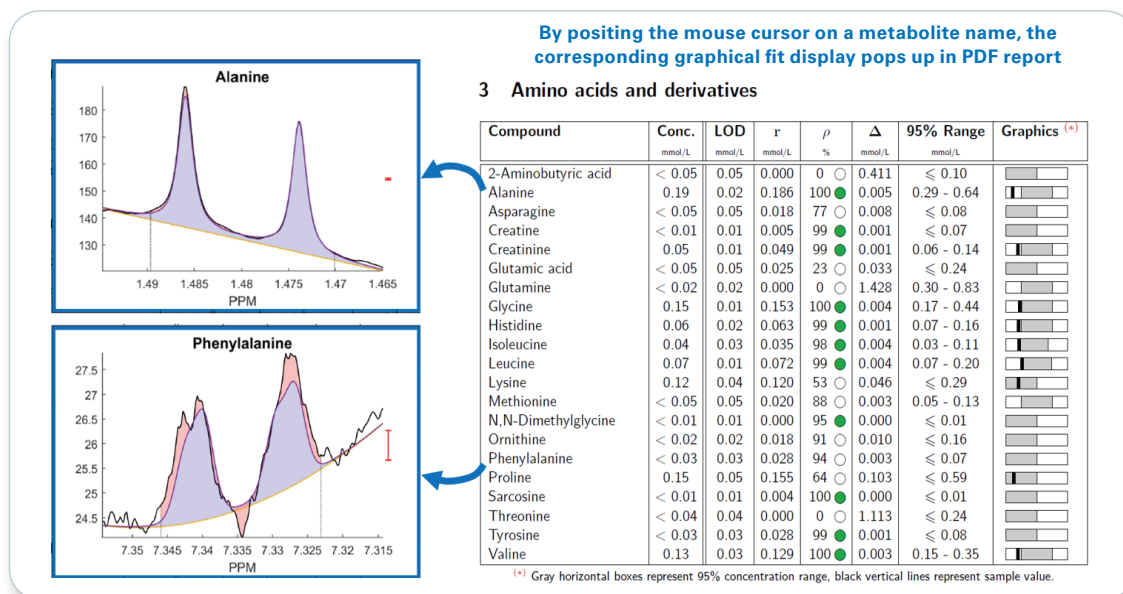 By positing the mouse cursor on a metabolite name, the
corresponding graphical fit display pops up in PDF report
Alanine
180
170
160
150
140
130
1.49 1.485 1.48 1.475 1.47 1.465
PPM
Phenylalanine
27.5
27
26.5
26
25.5
25
24.5
7.35 7.345 7.34 7.335 7.33 7.325 7.32 7.315
PPM
3 Amino acids and derivatives
Compound Conc. LOD r ρ Δ 95% Range Graphics (*)
mmol/L mmol/L mmol/L % mmol/L mmol/L
2-Aminobutyric acid < 0.05 0.05 0.000 0 0.411 ⩽ 0.10
Alanine 0.19 0.02 0.186 100 0.005 0.29 - 0.64
Asparagine < 0.05 0.05 0.018 77 0.008 ⩽ 0.08
Creatine < 0.01 0.01 0.005 99 0.001 ⩽ 0.07
Creatinine 0.05 0.01 0.049 99 0.001 0.06 - 0.14
Glutamic acid < 0.05 0.05 0.025 23 0.033 ⩽ 0.24
Glutamine < 0.02 0.02 0.000 0 1.428 0.30 - 0.83
Glycine 0.15 0.01 0.153 100 0.004 0.17 - 0.44
Histidine 0.06 0.02 0.063 99 0.001 0.07 - 0.16
Isoleucine 0.04 0.03 0.035 98 0.004 0.03 - 0.11
Leucine 0.07 0.01 0.072 99 0.004 0.07 - 0.20
Lysine 0.12 0.04 0.120 53 0.046 ⩽ 0.29
Methionine < 0.05 0.05 0.020 88 0.003 0.05 - 0.13
N,N-Dimethylglycine < 0.01 0.01 0.000 95 0.000 ⩽ 0.01
Ornithine < 0.02 0.02 0.018 91 0.010 ⩽ 0.16
Phenylalanine < 0.03 0.03 0.028 94 0.003 ⩽ 0.07
Proline 0.15 0.05 0.155 64 0.103 ⩽ 0.59
Sarcosine < 0.01 0.01 0.004 100 0.000 ⩽ 0.01
Threonine < 0.04 0.04 0.000 0 1.113 ⩽ 0.24
Tyrosine < 0.03 0.03 0.028 99 0.001 ⩽ 0.08
Valine 0.13 0.03 0.129 100 0.003 0.15 - 0.35
(*) Gray horizontal boxes represent 95% concentration range, black vertical lines represent sample value.